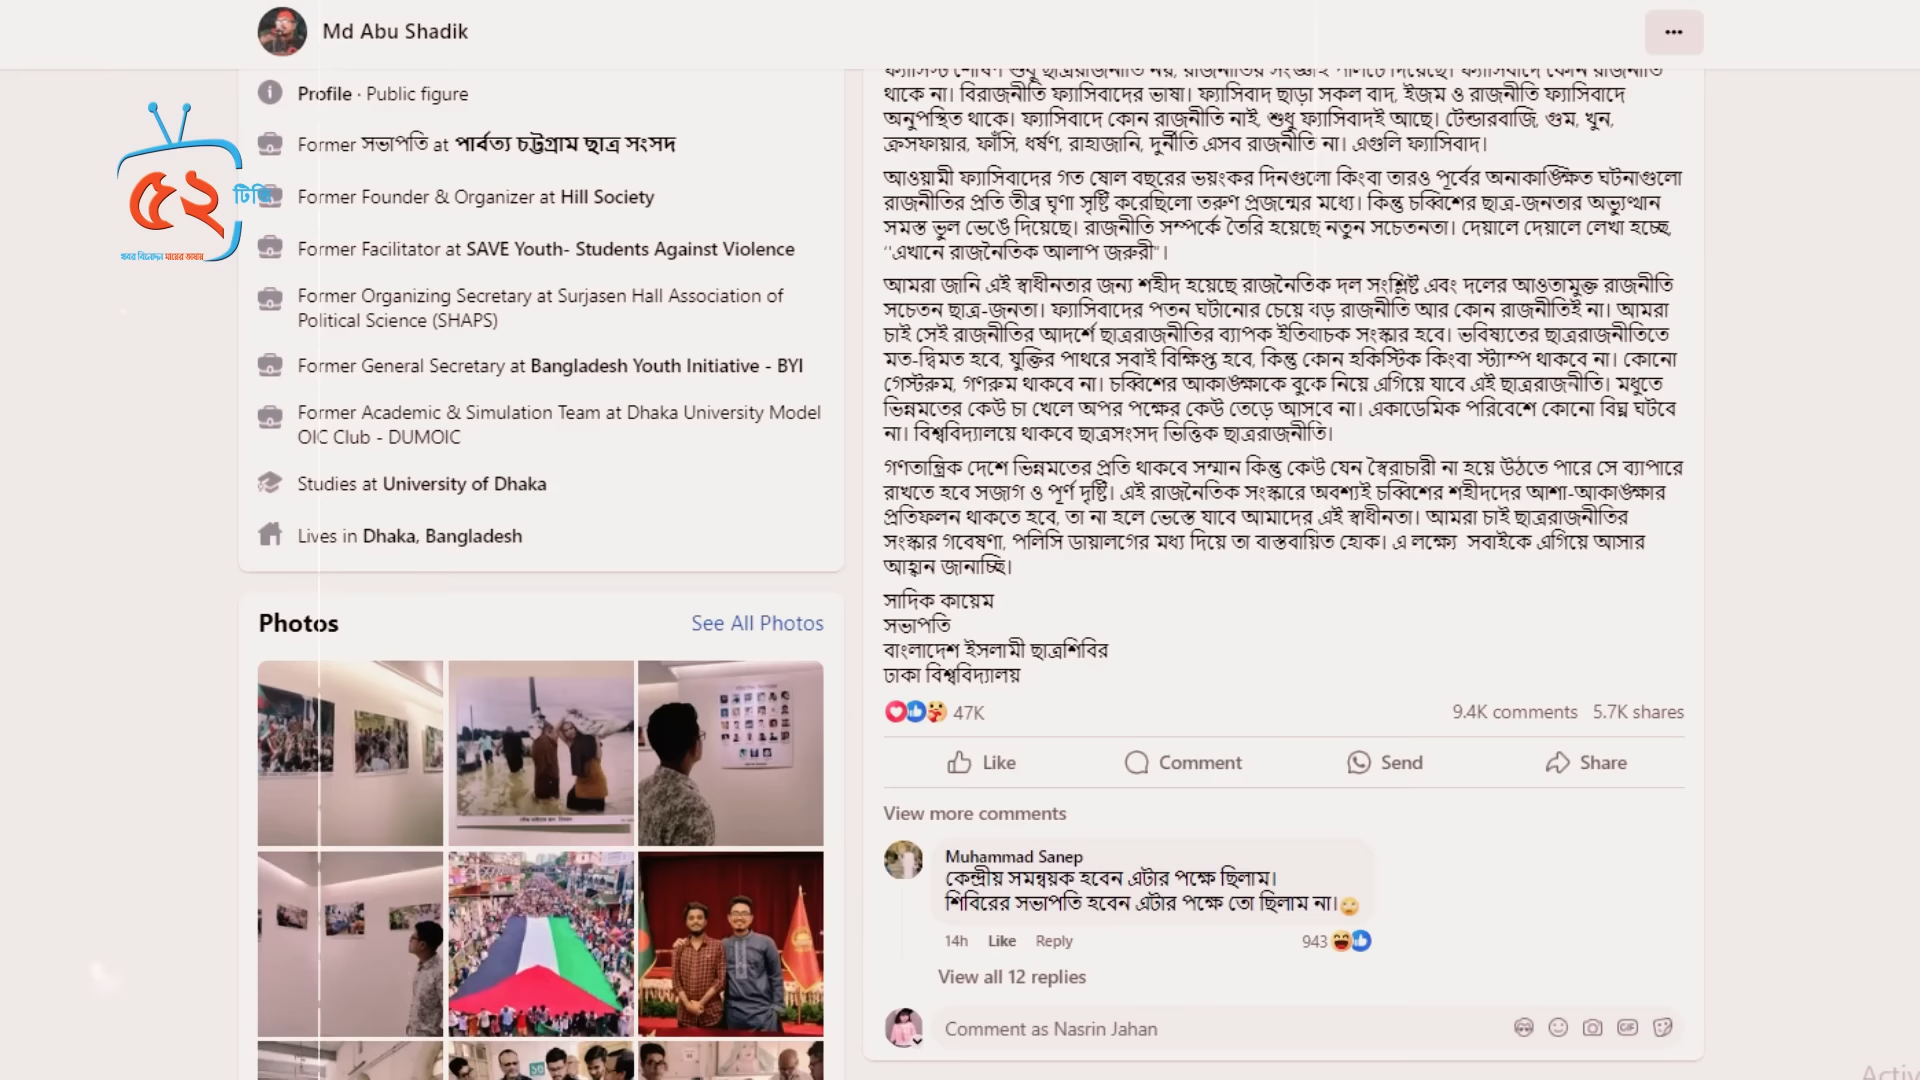 Md Abu Shadik
Profile · Public figure
Former সভাপতি at পার্বত্য চট্টগ্রাম ছাত্র সংসদ
Former Founder & Organizer at Hill Society
Former Facilitator at SAVE Youth- Students Against Violence
Former Organizing Secretary at Surjasen Hall Association of
Political Science (SHAPS)
Former General Secretary at Bangladesh Youth Initiative - BYI
Former Academic & Simulation Team at Dhaka University Model
OIC Club - DUMOIC
Studies at University of Dhaka
Lives in Dhaka, Bangladesh
Photos
See All Photos
৫২
টিভি
খবর বিনোদন মায়ের ভাষায়
ফ্যাসিস্ট শোষণ শুধু ছাত্ররাজনীতি নয়, রাজনীতির সংজ্ঞাই পাল্টে দিয়েছে। ফ্যাসিবাদে কোন রাজনীতি
থাকে না। বিরাজনীতি ফ্যাসিবাদের ভাষা। ফ্যাসিবাদ ছাড়া সকল বাদ, ইজম ও রাজনীতি ফ্যাসিবাদে
অনুপস্থিত থাকে। ফ্যাসিবাদে কোন রাজনীতি নাই, শুধু ফ্যাসিবাদই আছে। টেন্ডারবাজি, গুম, খুন,
ক্রসফায়ার, ফাঁসি, ধর্ষণ, রাহাজানি, দুর্নীতি এসব রাজনীতি না। এগুলি ফ্যাসিবাদ।
আওয়ামী ফ্যাসিবাদের গত ষোল বছরের ভয়ংকর দিনগুলো কিংবা তারও পূর্বের অনাকাঙ্ক্ষিত ঘটনাগুলো
রাজনীতির প্রতি তীব্র ঘৃণা সৃষ্টি করেছিলো তরুণ প্রজন্মের মধ্যে। কিন্তু চব্বিশের ছাত্র-জনতার অভ্যুত্থান
সমস্ত ভুল ভেঙে দিয়েছে। রাজনীতি সম্পর্কে তৈরি হয়েছে নতুন সচেতনতা। দেয়ালে দেয়ালে লেখা হচ্ছে,
‘‘এখানে রাজনৈতিক আলাপ জরুরী"।
আমরা জানি এই স্বাধীনতার জন্য শহীদ হয়েছে রাজনৈতিক দল সংশ্লিষ্ট এবং দলের আওতামুক্ত রাজনীতি
সচেতন ছাত্র-জনতা। ফ্যাসিবাদের পতন ঘটানোর চেয়ে বড় রাজনীতি আর কোন রাজনীতিই না। আমরা
চাই সেই রাজনীতির আদর্শে ছাত্ররাজনীতির ব্যাপক ইতিবাচক সংস্কার হবে। ভবিষ্যতের ছাত্ররাজনীতিতে
মত-দ্বিমত হবে, যুক্তির পাথরে সবাই বিক্ষিপ্ত হবে, কিন্তু কোন হকিস্টিক কিংবা স্ট্যাম্প থাকবে না। কোনো
গেস্টরুম, গণরুম থাকবে না। চব্বিশের আকাঙ্ক্ষাকে বুকে নিয়ে এগিয়ে যাবে এই ছাত্ররাজনীতি। মধুতে
ভিন্নমতের কেউ চা খেলে অপর পক্ষের কেউ তেড়ে আসবে না। একাডেমিক পরিবেশে কোনো বিঘ্ন ঘটবে
না। বিশ্ববিদ্যালয়ে থাকবে ছাত্রসংসদ ভিত্তিক ছাত্ররাজনীতি।
গণতান্ত্রিক দেশে ভিন্নমতের প্রতি থাকবে সম্মান কিন্তু কেউ যেন স্বৈরাচারী না হয়ে উঠতে পারে সে ব্যাপারে
রাখতে হবে সজাগ ও পূর্ণ দৃষ্টি। এই রাজনৈতিক সংস্কারে অবশ্যই চব্বিশের শহীদদের আশা-আকাঙ্ক্ষার
প্রতিফলন থাকতে হবে, তা না হলে ভেস্তে যাবে আমাদের এই স্বাধীনতা। আমরা চাই ছাত্ররাজনীতির
সংস্কার গবেষণা, পলিসি ডায়ালগের মধ্য দিয়ে তা বাস্তবায়িত হোক। এ লক্ষ্যে সবাইকে এগিয়ে আসার
আহ্বান জানাচ্ছি।
সাদিক কায়েম
সভাপতি
বাংলাদেশ ইসলামী ছাত্রশিবির
ঢাকা বিশ্ববিদ্যালয়
47K
9.4K comments 5.7K shares
Like Comment Send Share
View more comments
Muhammad Sanep
কেন্দ্রীয় সমন্বয়ক হবেন এটার পক্ষে ছিলাম।
শিবিরের সভাপতি হবেন এটার পক্ষে তো ছিলাম না।
14h Like Reply 943
View all 12 replies
Comment as Nasrin Jahan
GIF